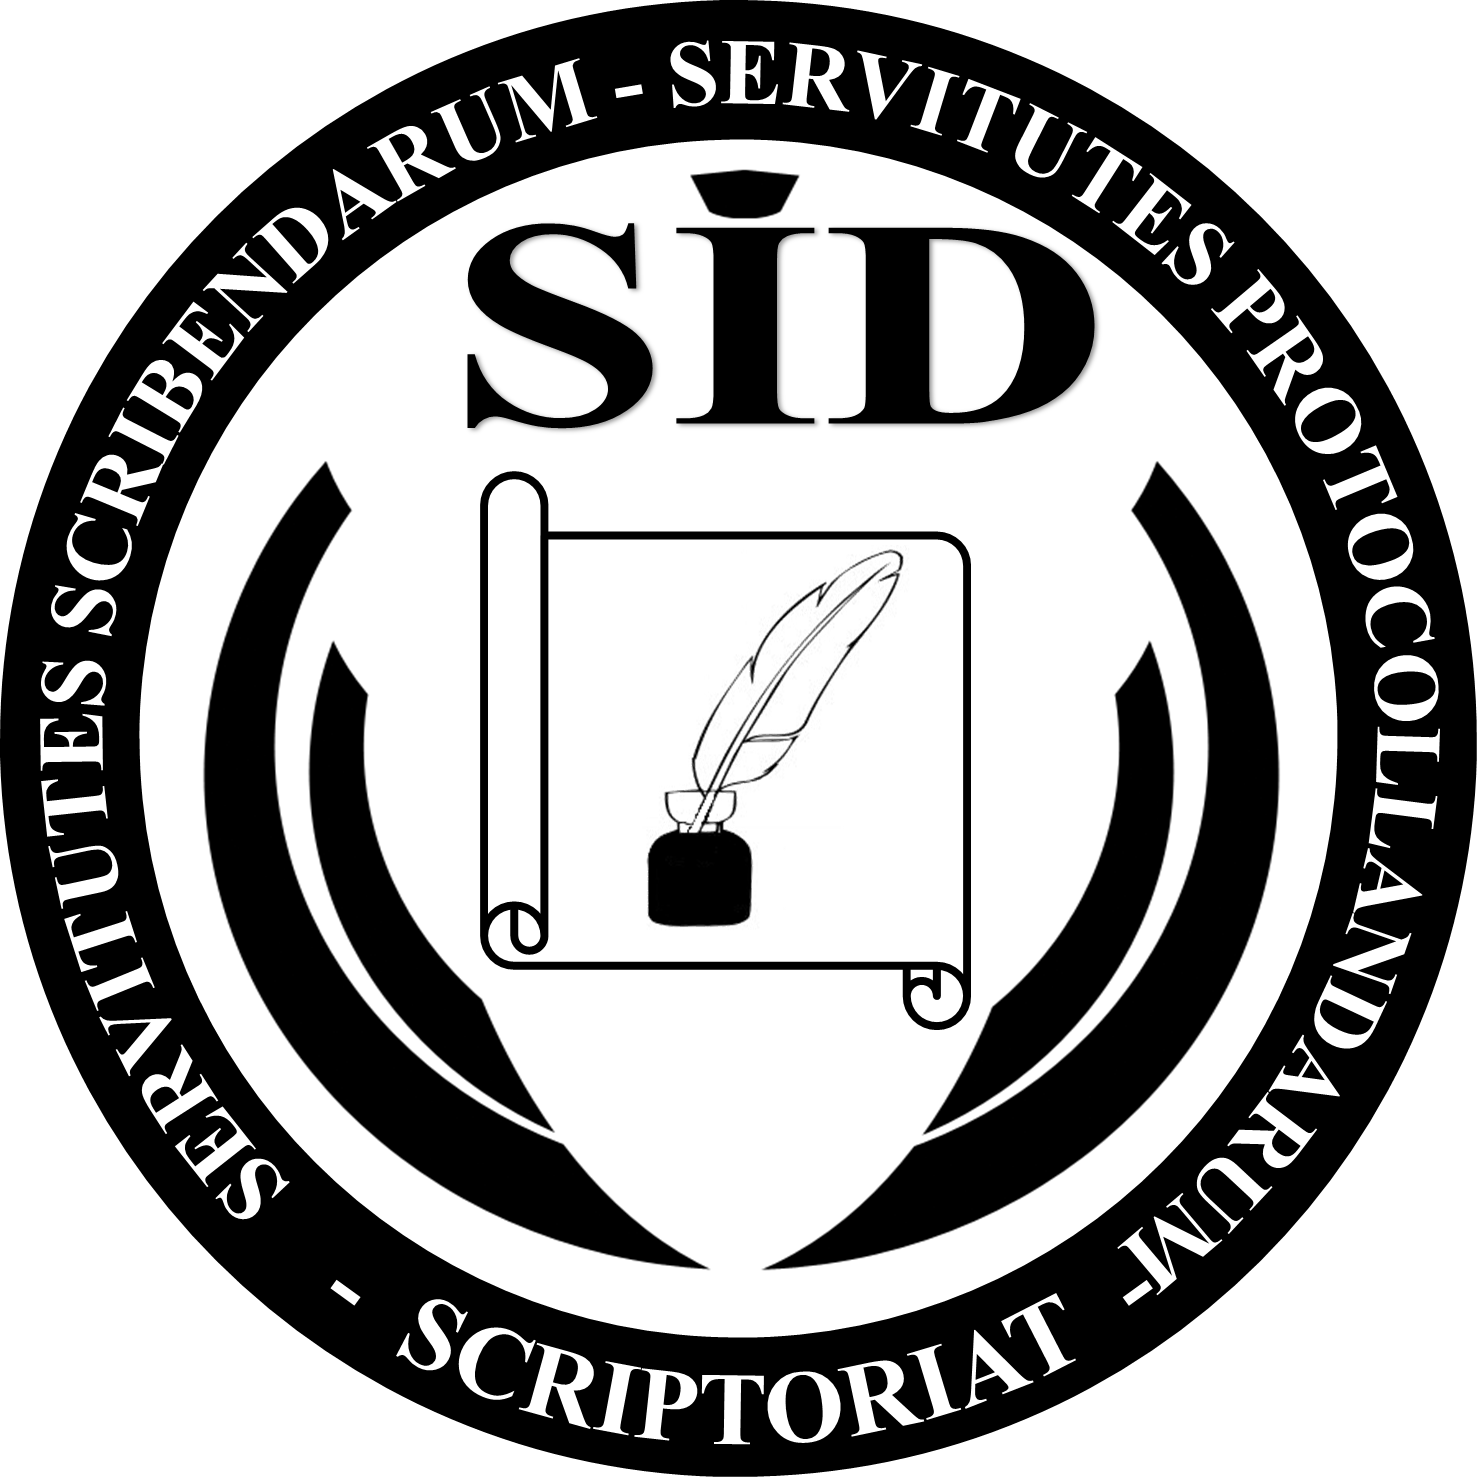 SERVITUTES SCRIBENDARUM - SERVITUTES PROTOCOLLANDARUM -
SİD
SCRIPTORIAT -